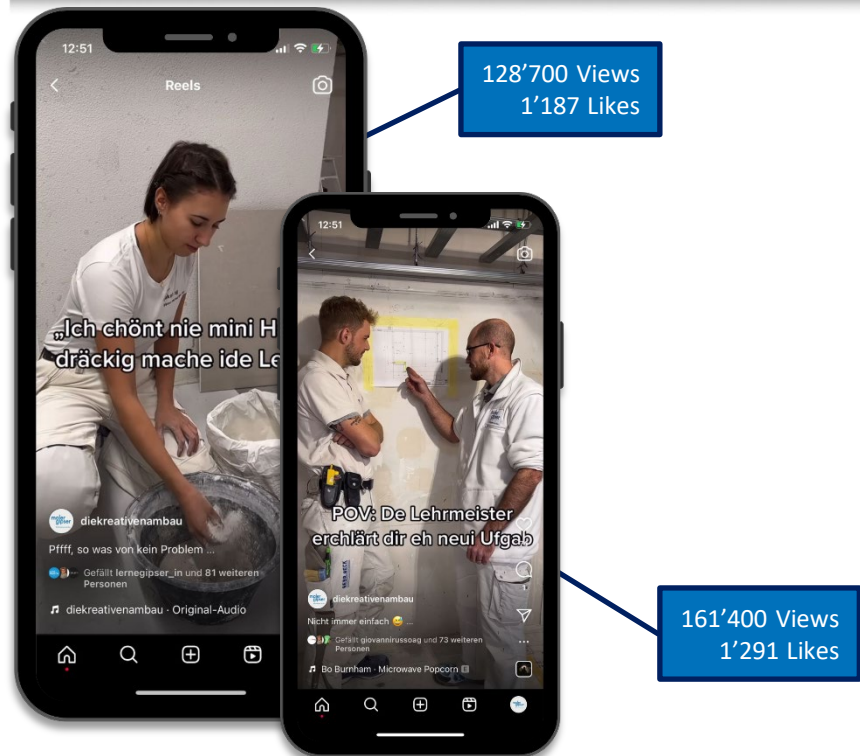 12:51
Reels
„Ich chönt nie mini H
dräckig mache ide Le
diekreativenambau
Pffff, so was von kein Problem ...
Gefällt lernegipser_in und 81 weiteren
Personen
diekreativenambau · Original-Audio
128’700 Views
1’187 Likes
12:51
POV: De Lehrmeister
erchlärt dir eh neui Ufgab
diekreativenambau
Nicht immer einfach 😅 ...
Gefällt giovannirussoag und 73 weiteren
Personen
Bo Burnham · Microwave Popcorn E
161’400 Views
1’291 Likes